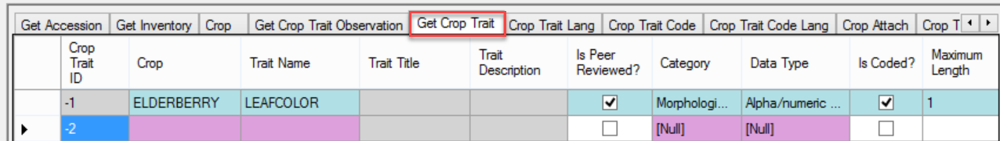 Get Accession Get Inventory Crop Get Crop Trait Observation Get Crop Trait Crop Trait Lang Crop Trait Code Crop Trait Code Lang Crop Attach Crop T
Crop Trait ID Crop Trait Name Trait Title Trait Description Is Peer Reviewed? Category Data Type Is Coded? Maximum Length
-1 ELDERBERRY LEAFCOLOR Morphologi... Alpha/numeric ... 1
-2 [Null] [Null]